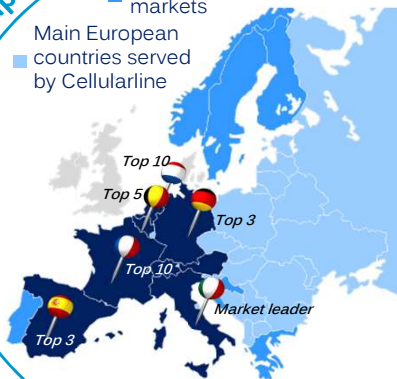 markets
Main European
countries served
by Cellularline
Top 10
Top 5
Top 3
Top 10
Market leader
Top 3